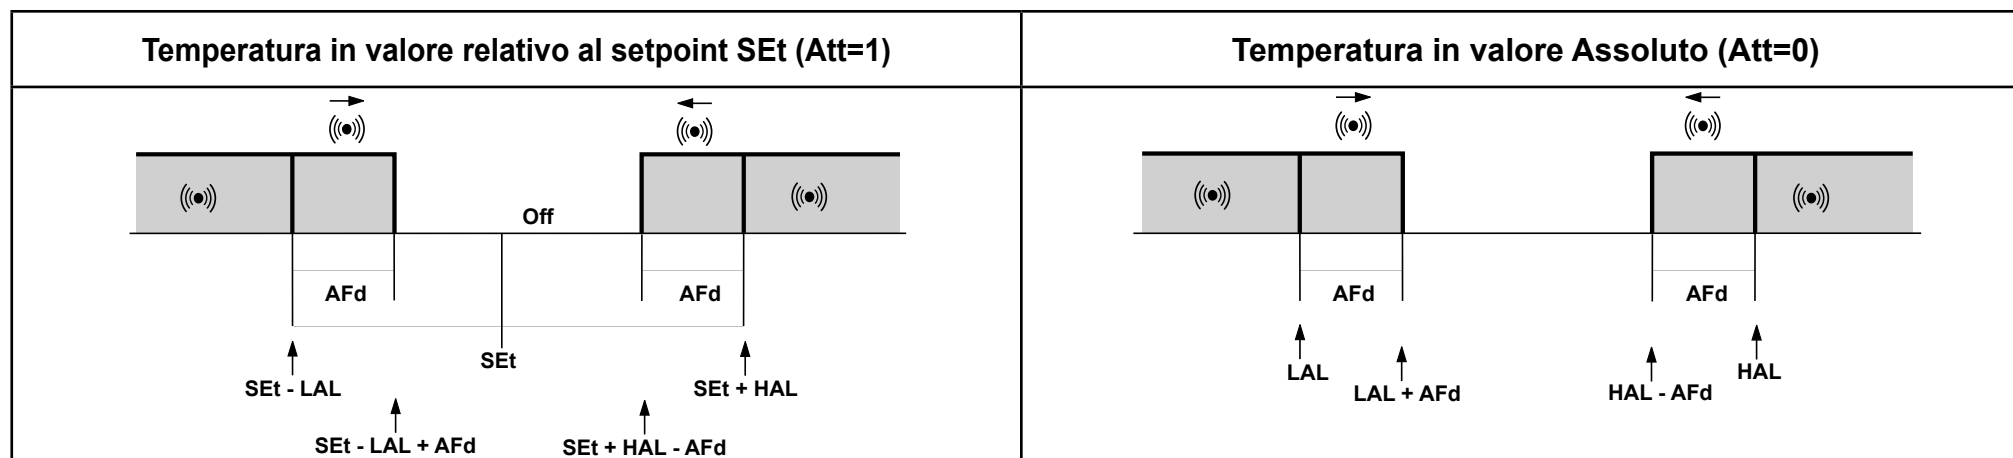 Temperatura in valore relativo al setpoint SEt (Att=1)
Off
AFd
AFd
SEt
SEt - LAL
SEt + HAL
SEt - LAL + AFd
SEt + HAL - AFd
Temperatura in valore Assoluto (Att=0)
AFd
AFd
LAL
HAL
LAL + AFd
HAL - AFd